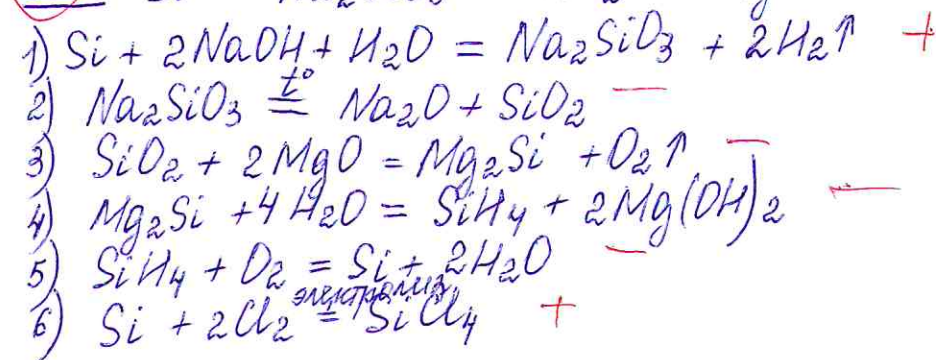 1) Si + 2NaOH + H₂O = Na₂SiO₃ + 2H₂↑ +
2) Na₂SiO₃ t° = Na₂O + SiO₂ —
3) SiO₂ + 2MgO = Mg₂Si + O₂↑ —
4) Mg₂Si + 4H₂O = SiH₄ + 2Mg(OH)₂ —
5) SiH₄ + O₂ = Si + 2H₂O —
6) Si + 2Cl₂ электролиз = SiCl₄ +